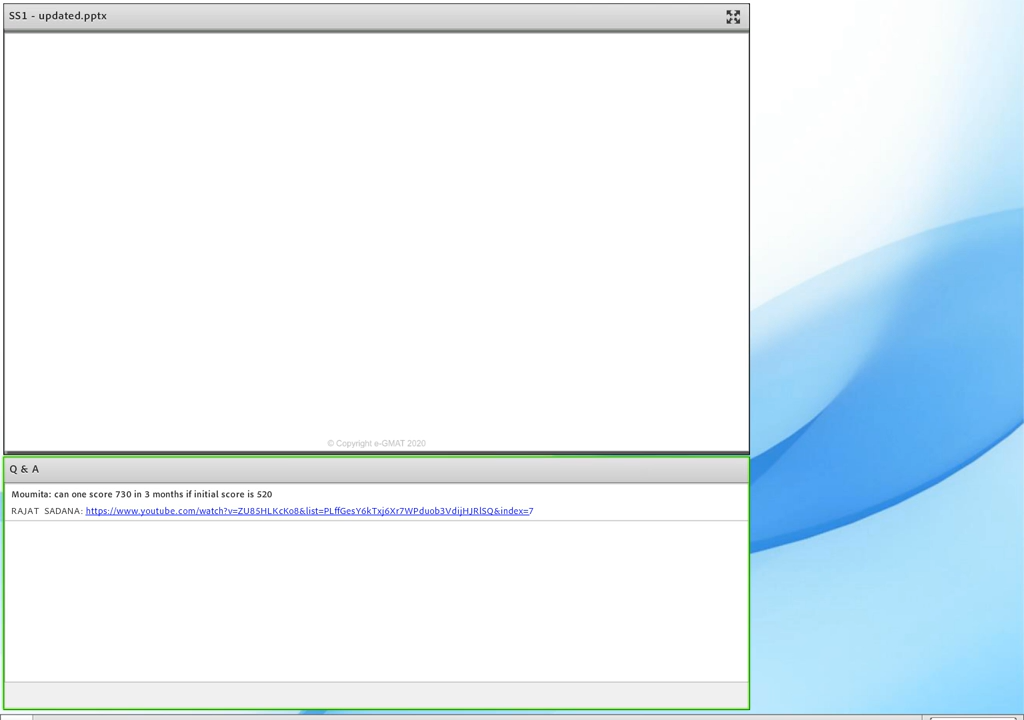 SS1 - updated.pptx
© Copyright e-GMAT 2020
Q & A
Moumita: can one score 730 in 3 months if initial score is 520
RAJAT SADANA: https://www.youtube.com/watch?v=ZU85HLKcKo8&list=PLffGesY6kTxj6Xr7WPduob3VdijHJRlSQ&index=7